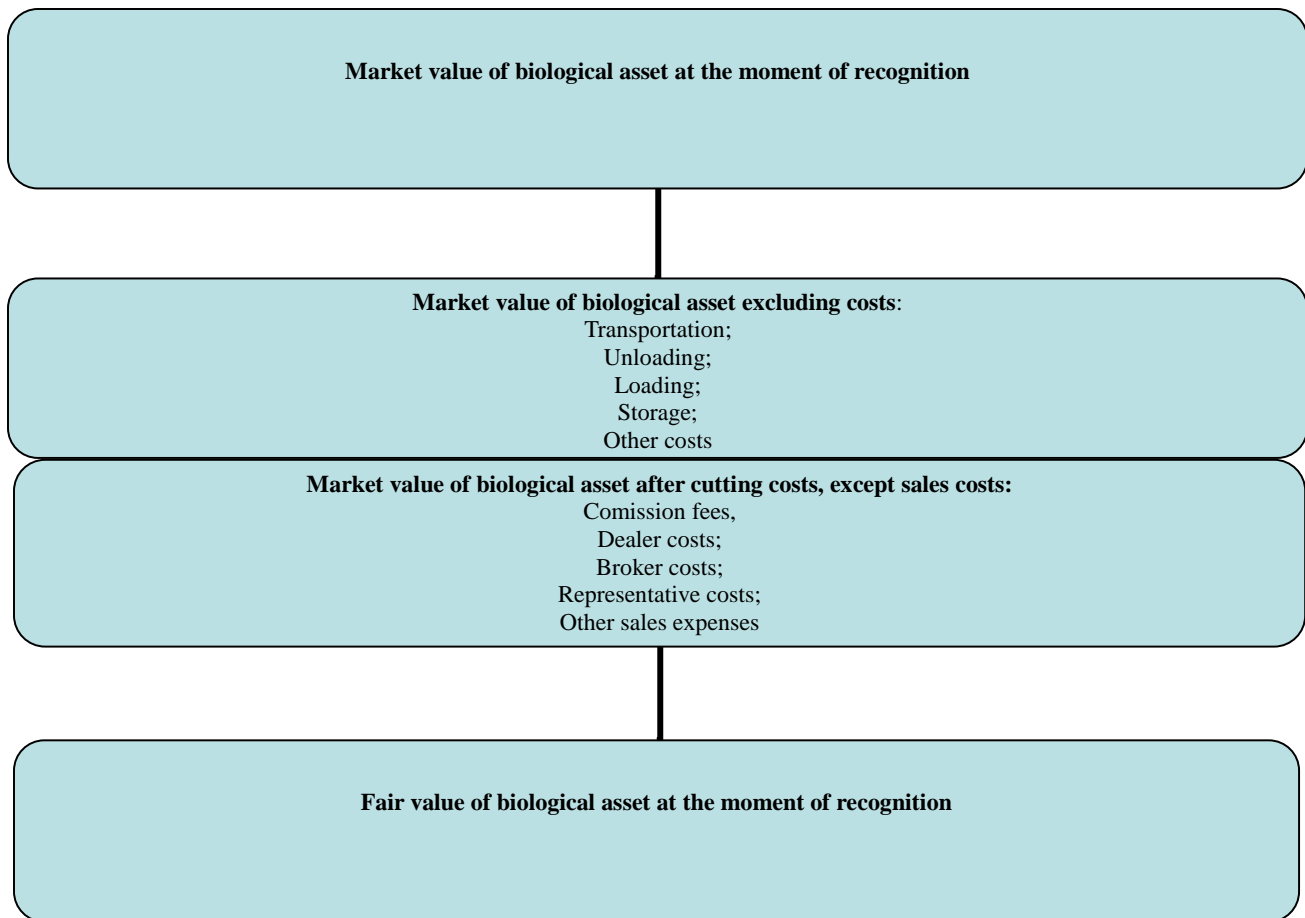 Market value of biological asset at the moment of recognition
Market value of biological asset excluding costs:
Transportation;
Unloading;
Loading;
Storage;
Other costs
Market value of biological asset after cutting costs, except sales costs:
Comission fees,
Dealer costs;
Broker costs;
Representative costs;
Other sales expenses
Fair value of biological asset at the moment of recognition